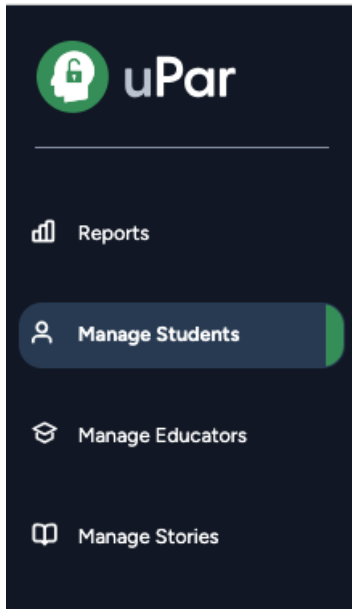 uPar
Reports
Manage Students
Manage Educators
Manage Stories